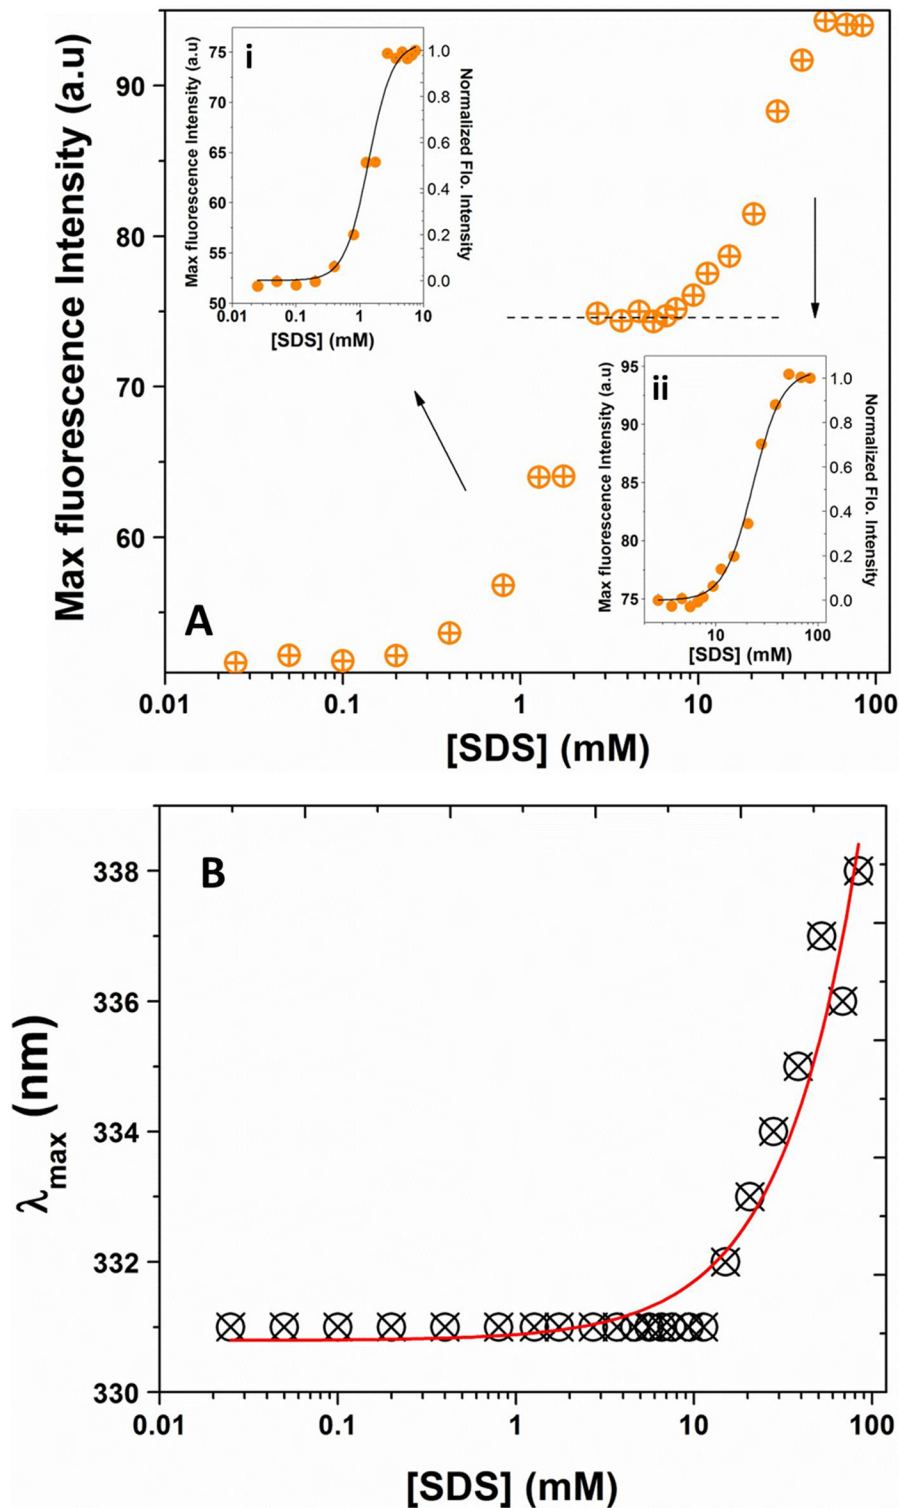 A
Max fluorescence Intensity (a.u)
90
80
70
60
0.01 0.1 1 10 100
[SDS] (mM)
i
Max fluorescence Intensity (a.u)
75
70
65
60
55
50
0.01 0.1 1 10
[SDS] (mM)
1.0
0.8
0.6
0.4
0.2
0.0
Normalized Flo. Intensity
ii
Max fluorescence Intensity (a.u)
95
90
85
80
75
10 100
[SDS] (mM)
1.0
0.8
0.6
0.4
0.2
0.0
Normalized Flo. Intensity
B
λmax (nm)
338
336
334
332
330
0.01 0.1 1 10 100
[SDS] (mM)